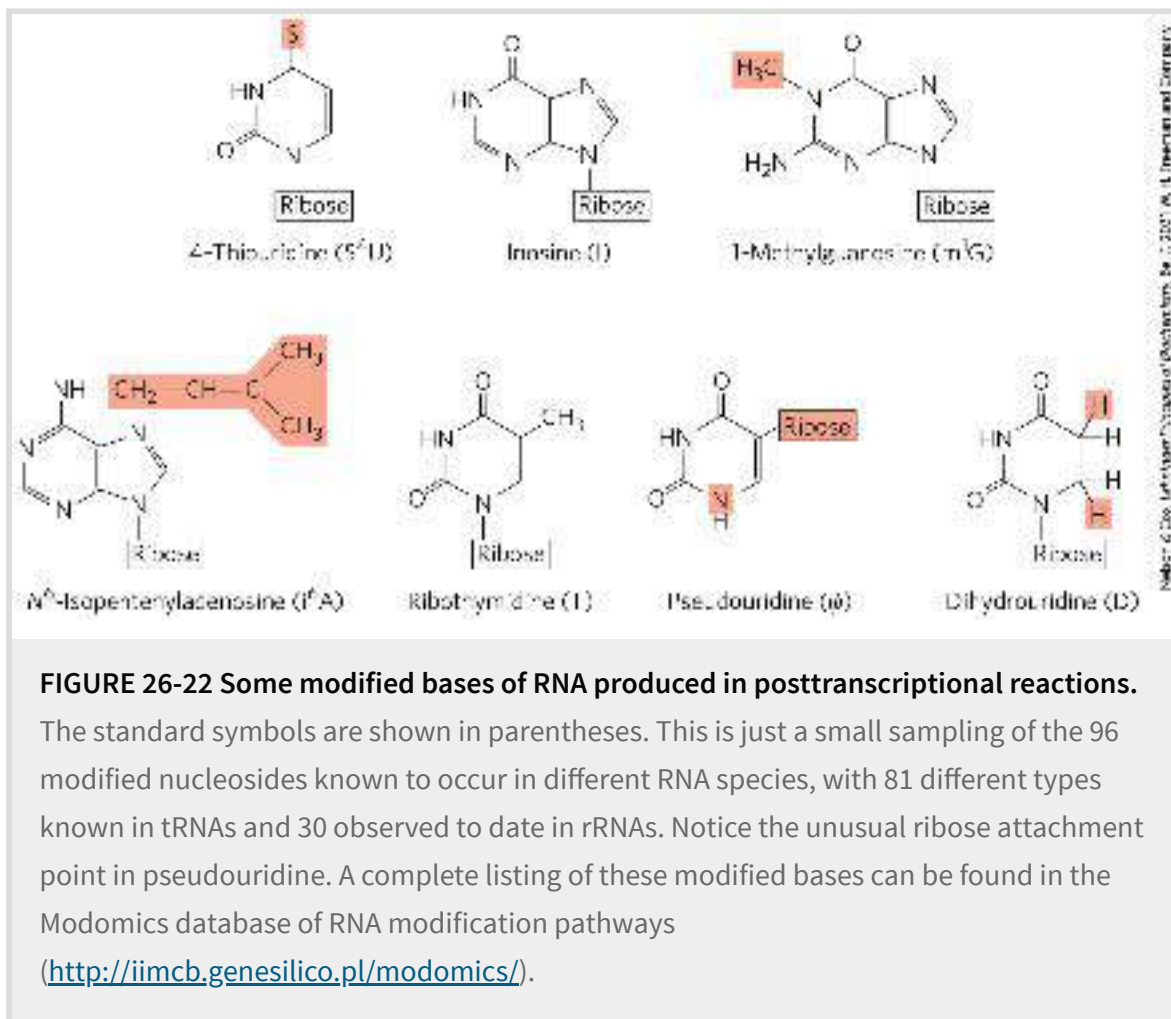 S
HN
O
N
Ribose
4-Thiouridine (S⁴U)
O
HN
N
N
N
Ribose
Inosine (I)
O
H₃C
N
N
H₂N
N
N
Ribose
1-Methylguanosine (m¹G)
NH
CH₂
CH
C
CH₃
CH₃
N
N
N
N
Ribose
N⁶-Isopentenyladenosine (i⁶A)
O
CH₃
HN
O
N
Ribose
Ribothymidine (T)
O
HN
Ribose
O
N
H
Pseudouridine (ψ)
O
H
HN
H
H
O
N
H
Ribose
Dihydrouridine (D)
FIGURE 26-22 Some modified bases of RNA produced in posttranscriptional reactions.
The standard symbols are shown in parentheses. This is just a small sampling of the 96
modified nucleosides known to occur in different RNA species, with 81 different types
known in tRNAs and 30 observed to date in rRNAs. Notice the unusual ribose attachment
point in pseudouridine. A complete listing of these modified bases can be found in the
Modomics database of RNA modification pathways
(http://iimcb.genesilico.pl/modomics/).